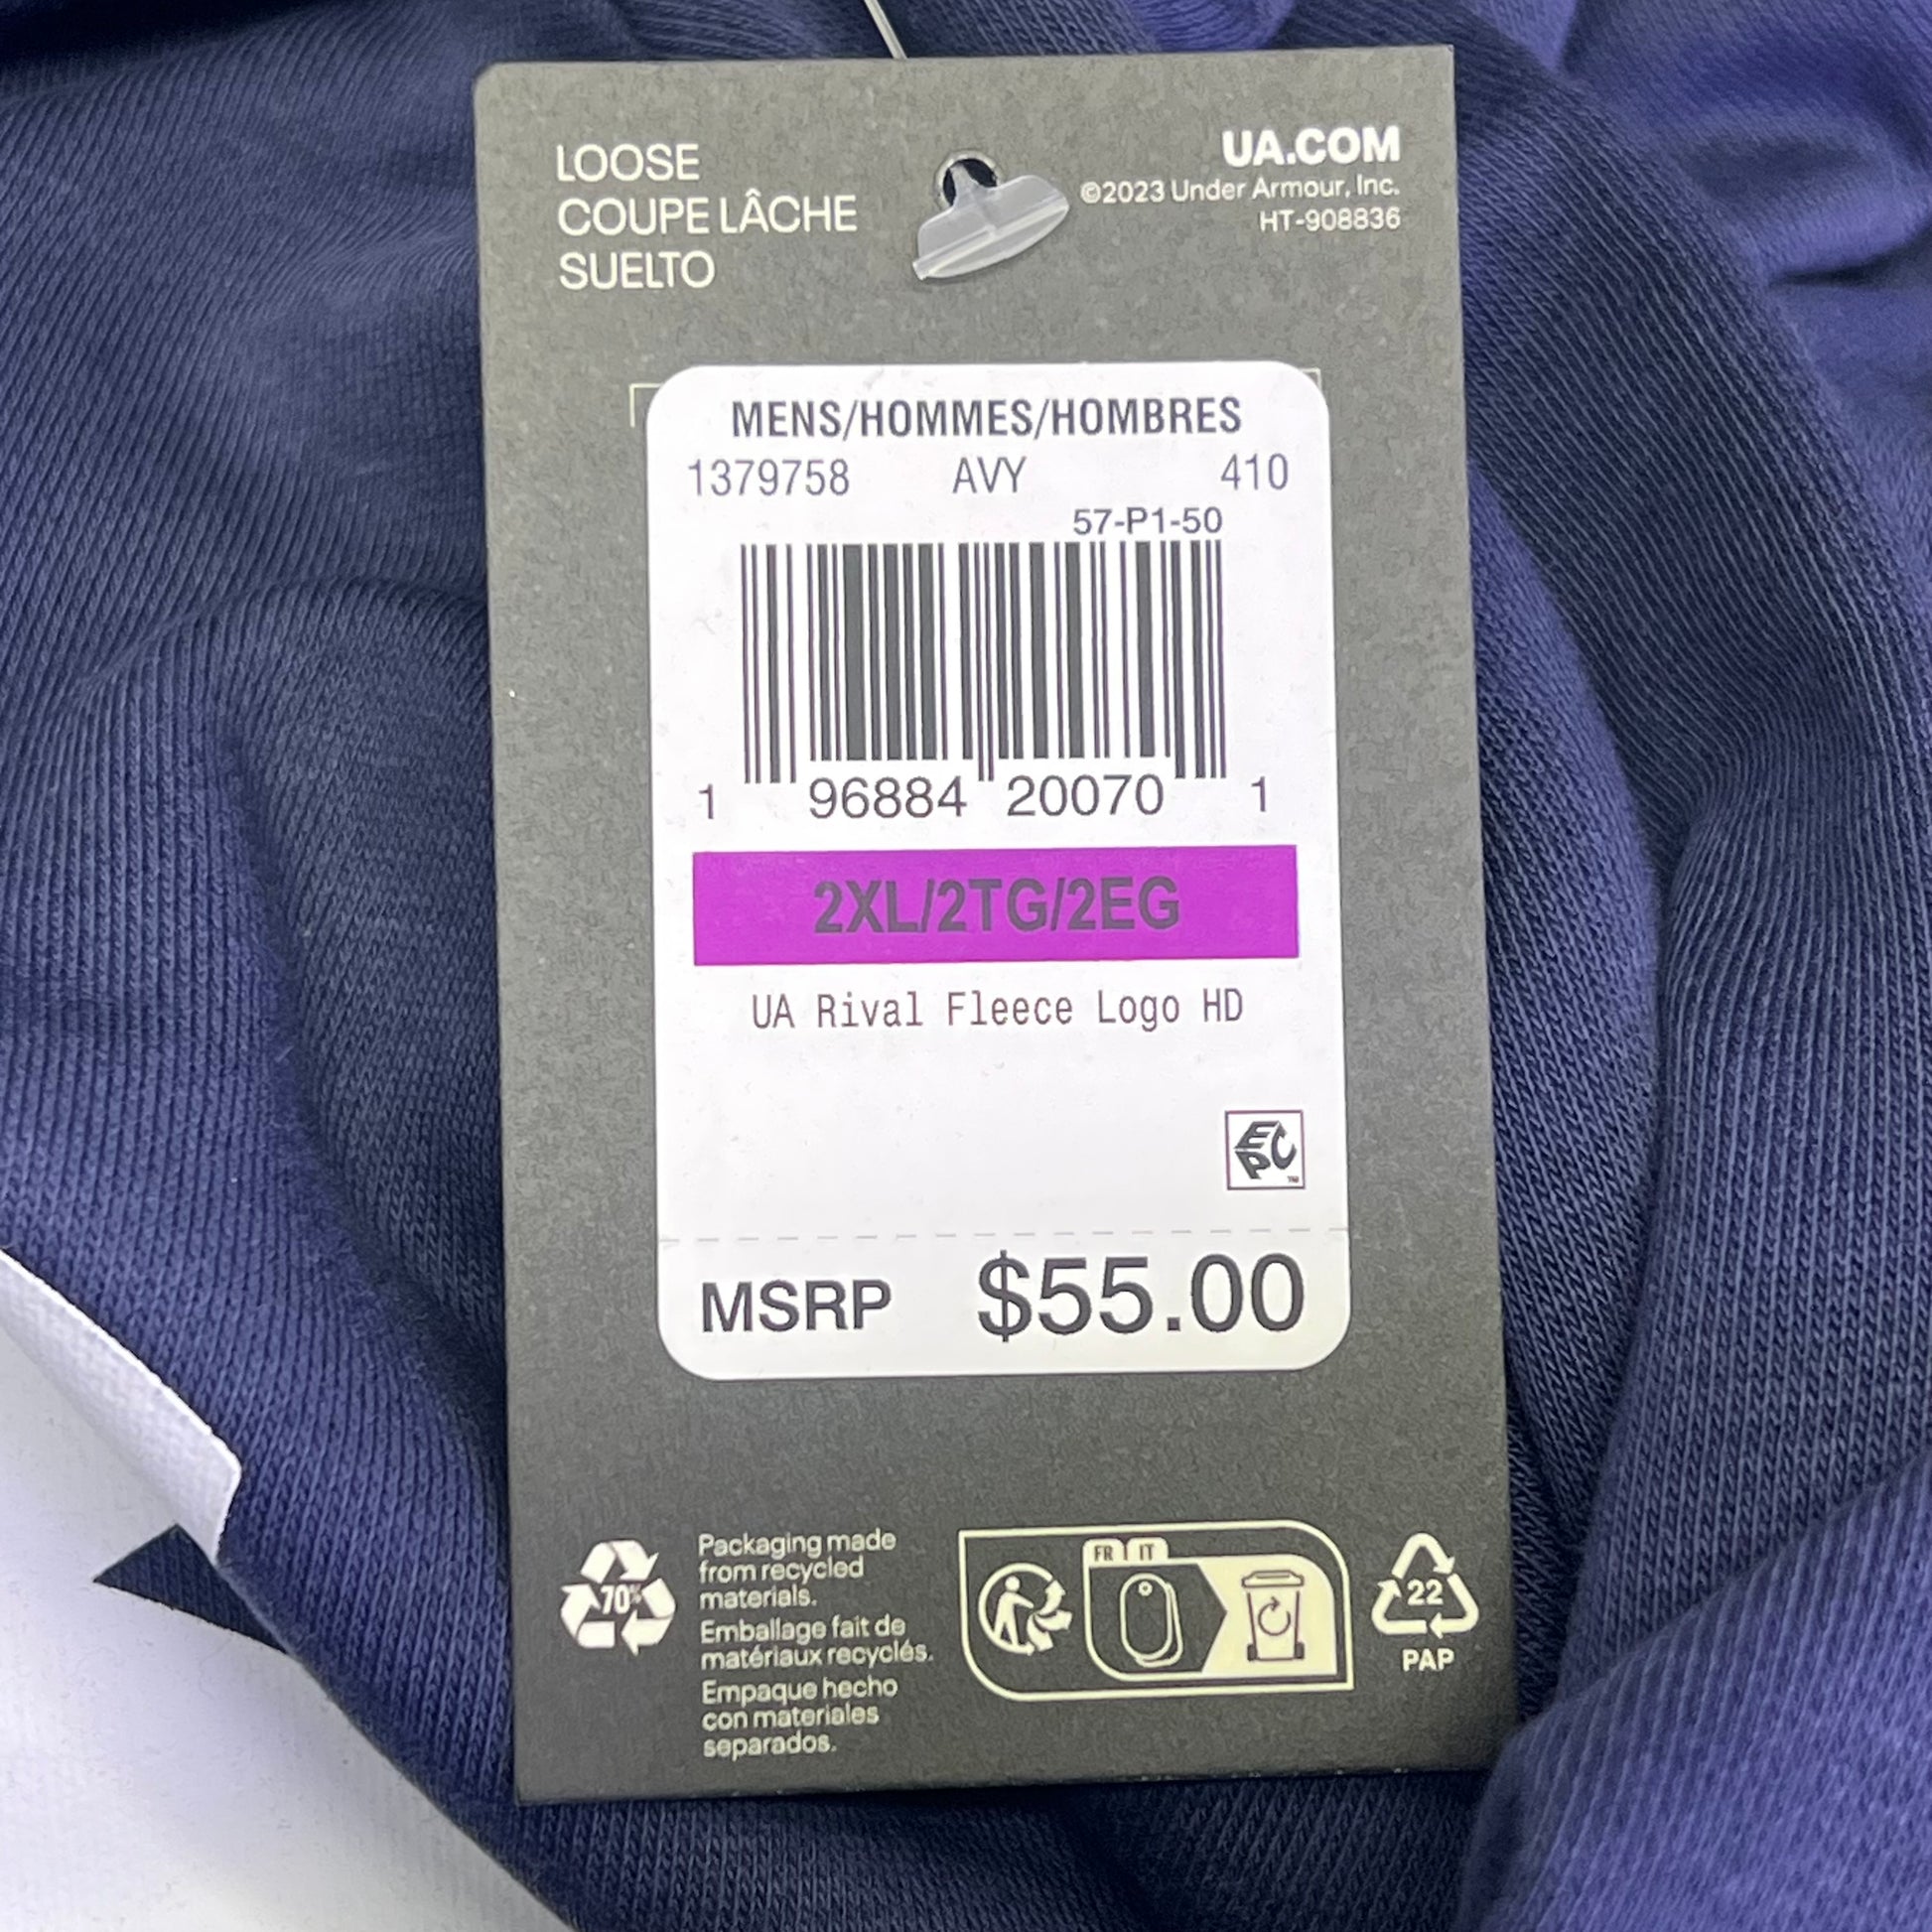 LOOSE
COUPE LÂCHE
SUELTO
UA.COM
©2023 Under Armour, Inc.
HT-908836
MENS/HOMMES/HOMBRES
1379758 AVY 410
57-P1-50
1 96884 20070 1
2XL/2TG/2EG
UA Rival Fleece Logo HD
EPC
TM
MSRP $55.00
70%
Packaging made
from recycled
materials.
Emballage fait de
matériaux recyclés.
Empaque hecho
con materiales
separados.
FR IT
22
PAP